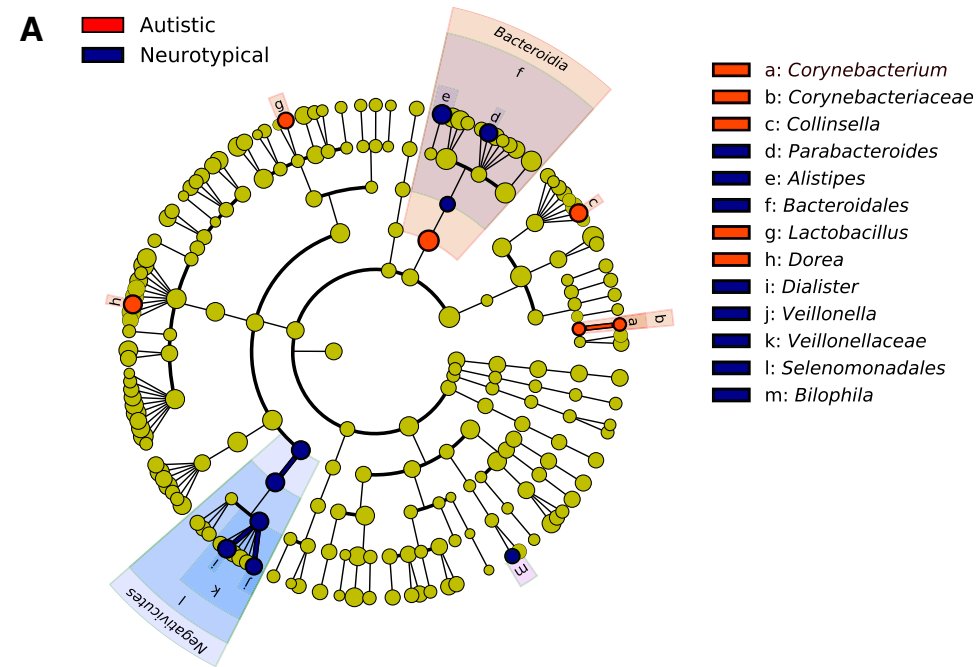 A
Autistic
Neurotypical
Bacteroidia
f
e
d
g
c
h
a
b
i
j
k
l
Negativicutes
m
a: Corynebacterium
b: Corynebacteriaceae
c: Collinsella
d: Parabacteroides
e: Alistipes
f: Bacteroidales
g: Lactobacillus
h: Dorea
i: Dialister
j: Veillonella
k: Veillonellaceae
l: Selenomonadales
m: Bilophila